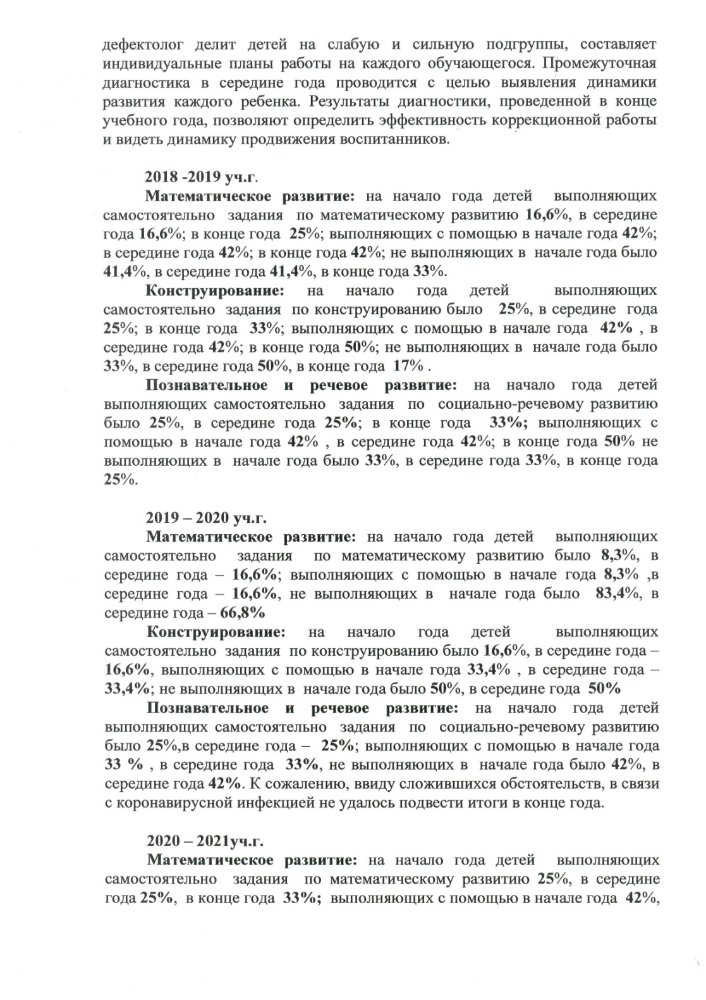 дефектолог делит детей на слабую и сильную подгруппы, составляет
индивидуальные планы работы на каждого обучающегося. Промежуточная
диагностика в середине года проводится с целью выявления динамики
развития каждого ребенка. Результаты диагностики, проведенной в конце
учебного года, позволяют определить эффективность коррекционной работы
и видеть динамику продвижения воспитанников.
2018 -2019 уч.г.
Математическое развитие: на начало года детей выполняющих
самостоятельно задания по математическому развитию 16,6%, в середине
года 16,6%; в конце года 25%; выполняющих с помощью в начале года 42%;
в середине года 42%; в конце года 42%; не выполняющих в начале года было
41,4%, в середине года 41,4%, в конце года 33%.
Конструирование: на начало года детей выполняющих
самостоятельно задания по конструированию было 25%, в середине года
25%; в конце года 33%; выполняющих с помощью в начале года 42% , в
середине года 42%; в конце года 50%; не выполняющих в начале года было
33%, в середине года 50%, в конце года 17% .
Познавательное и речевое развитие: на начало года детей
выполняющих самостоятельно задания по социально-речевому развитию
было 25%, в середине года 25%; в конце года 33%; выполняющих с
помощью в начале года 42% , в середине года 42%; в конце года 50% не
выполняющих в начале года было 33%, в середине года 33%, в конце года
25%.
2019 – 2020 уч.г.
Математическое развитие: на начало года детей выполняющих
самостоятельно задания по математическому развитию было 8,3%, в
середине года – 16,6%; выполняющих с помощью в начале года 8,3% ,в
середине года – 16,6%, не выполняющих в начале года было 83,4%, в
середине года – 66,8%
Конструирование: на начало года детей выполняющих
самостоятельно задания по конструированию было 16,6%, в середине года –
16,6%, выполняющих с помощью в начале года 33,4% , в середине года –
33,4%; не выполняющих в начале года было 50%, в середине года 50%
Познавательное и речевое развитие: на начало года детей
выполняющих самостоятельно задания по социально-речевому развитию
было 25%,в середине года – 25%; выполняющих с помощью в начале года
33 % , в середине года 33%, не выполняющих в начале года было 42%, в
середине года 42%. К сожалению, ввиду сложившихся обстоятельств, в связи
с коронавирусной инфекцией не удалось подвести итоги в конце года.
2020 – 2021уч.г.
Математическое развитие: на начало года детей выполняющих
самостоятельно задания по математическому развитию 25%, в середине
года 25%, в конце года 33%; выполняющих с помощью в начале года 42%,